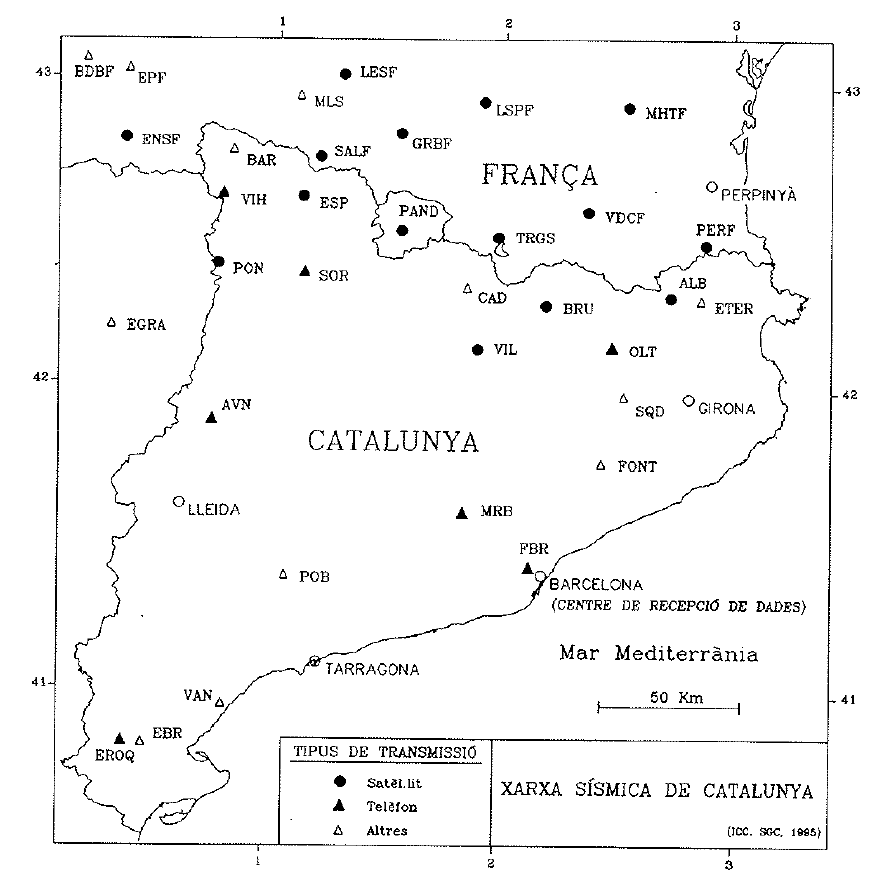 1 2 3
43
43
BDBF
EPF
LESF
MLS
LSPF
MHTF
ENSF
GRBF
SALF
BAR
FRANÇA
VIH
ESP
PERPINYÀ
PAND
VDCF
TRGS
PERF
PON
SOR
ALB
CAD
BRU
ETER
EGRA
VIL
OLT
42
42
AVN
SQD
GIRONA
CATALUNYA
FONT
LLEIDA
MRB
FBR
POB
BARCELONA
(CENTRE DE RECEPCIÓ DE DADES)
Mar Mediterrània
TARRAGONA
41
41
VAN
50 Km
EBR
EROQ
TIPUS DE TRANSMISSIÓ
Satèl.lit
Telèfon
Altres
XARXA SÍSMICA DE CATALUNYA
(ICC. SGC, 1995)
1 2 3